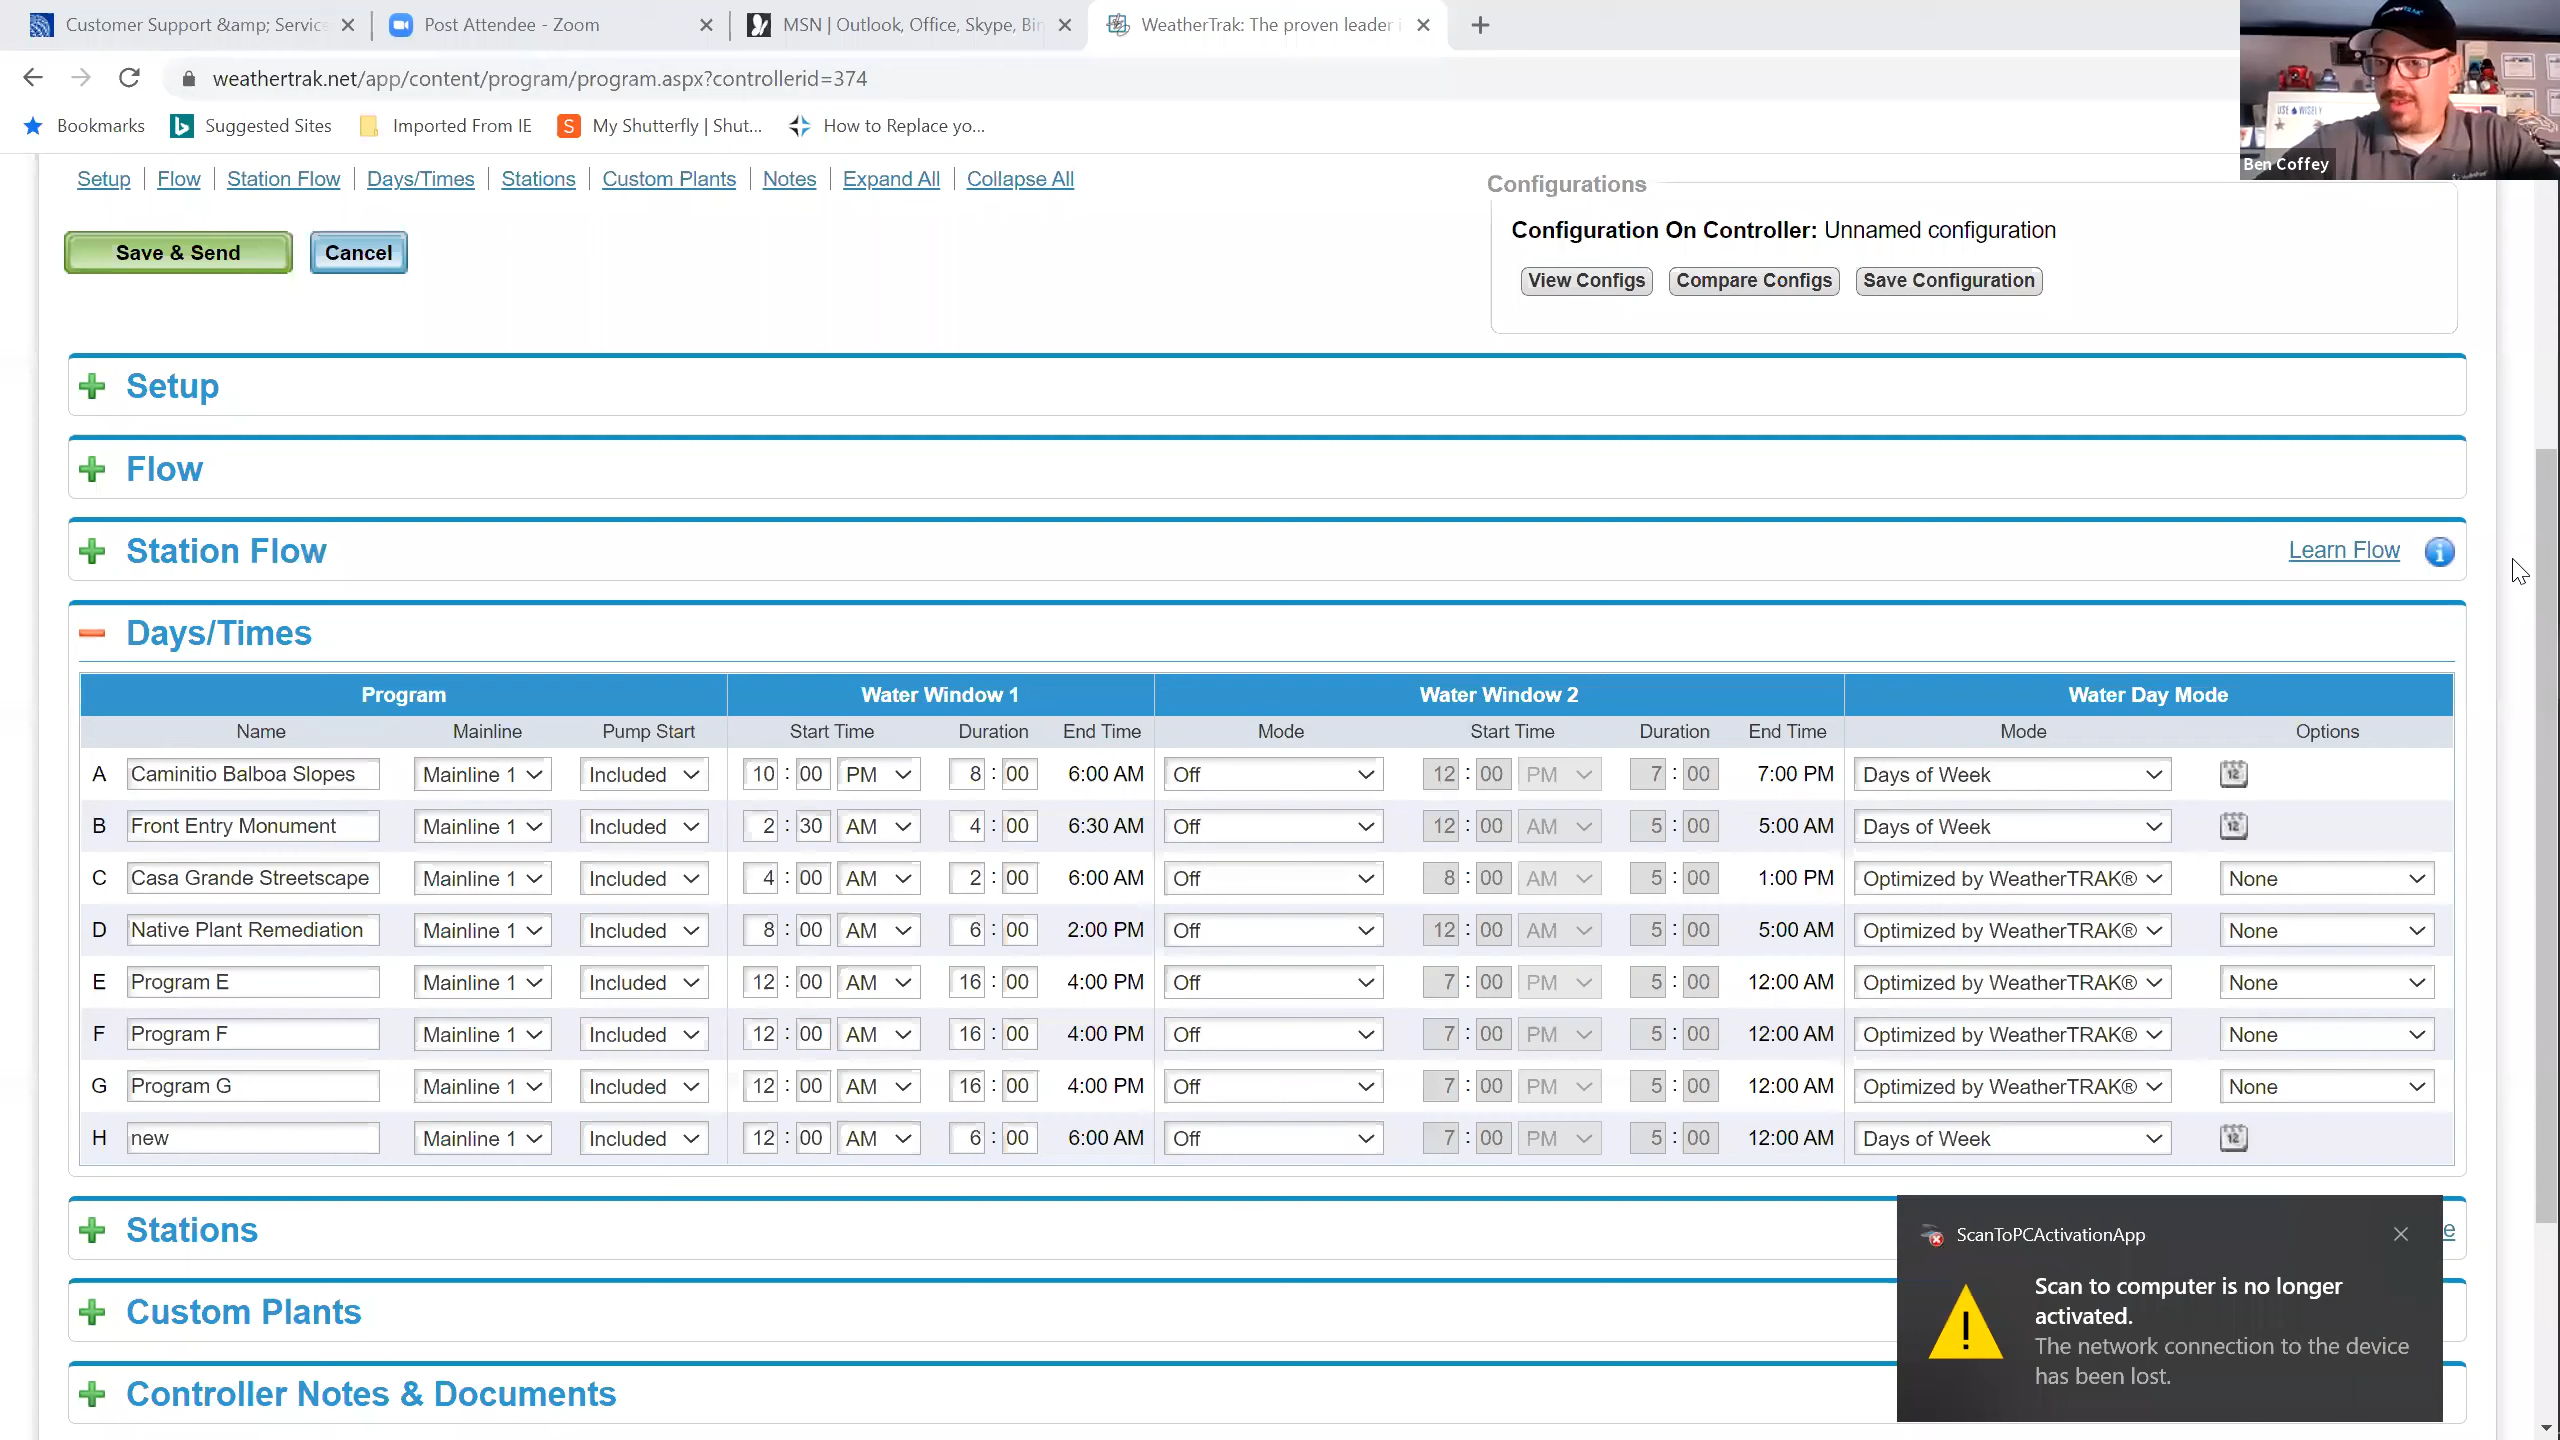 Customer Support &amp; Service
Post Attendee - Zoom
MSN | Outlook, Office, Skype, Bin
WeatherTrak: The proven leader i
weathertrak.net/app/content/program/program.aspx?controllerid=374
Bookmarks Suggested Sites Imported From IE My Shutterfly | Shut... How to Replace yo...
USE WISELY
Ben Coffey
Setup | Flow | Station Flow | Days/Times | Stations | Custom Plants | Notes | Expand All | Collapse All
Configurations
Configuration On Controller: Unnamed configuration
Save & Send Cancel
View Configs Compare Configs Save Configuration
Setup
Flow
Station Flow
Learn Flow
Days/Times
Program Water Window 1 Water Window 2 Water Day Mode
Name Mainline Pump Start Start Time Duration End Time Mode Start Time Duration End Time Mode Options
A Caminitio Balboa Slopes Mainline 1 Included 10 : 00 PM 8 : 00 6:00 AM Off 12 : 00 PM 7 : 00 7:00 PM Days of Week 12
B Front Entry Monument Mainline 1 Included 2 : 30 AM 4 : 00 6:30 AM Off 12 : 00 AM 5 : 00 5:00 AM Days of Week 12
C Casa Grande Streetscape Mainline 1 Included 4 : 00 AM 2 : 00 6:00 AM Off 8 : 00 AM 5 : 00 1:00 PM Optimized by WeatherTRAK® None
D Native Plant Remediation Mainline 1 Included 8 : 00 AM 6 : 00 2:00 PM Off 12 : 00 AM 5 : 00 5:00 AM Optimized by WeatherTRAK® None
E Program E Mainline 1 Included 12 : 00 AM 16 : 00 4:00 PM Off 7 : 00 PM 5 : 00 12:00 AM Optimized by WeatherTRAK® None
F Program F Mainline 1 Included 12 : 00 AM 16 : 00 4:00 PM Off 7 : 00 PM 5 : 00 12:00 AM Optimized by WeatherTRAK® None
G Program G Mainline 1 Included 12 : 00 AM 16 : 00 4:00 PM Off 7 : 00 PM 5 : 00 12:00 AM Optimized by WeatherTRAK® None
H new Mainline 1 Included 12 : 00 AM 6 : 00 6:00 AM Off 7 : 00 PM 5 : 00 12:00 AM Days of Week 12
Stations
e
ScanToPCActivationApp
Scan to computer is no longer
activated.
The network connection to the device
has been lost.
Custom Plants
Controller Notes & Documents